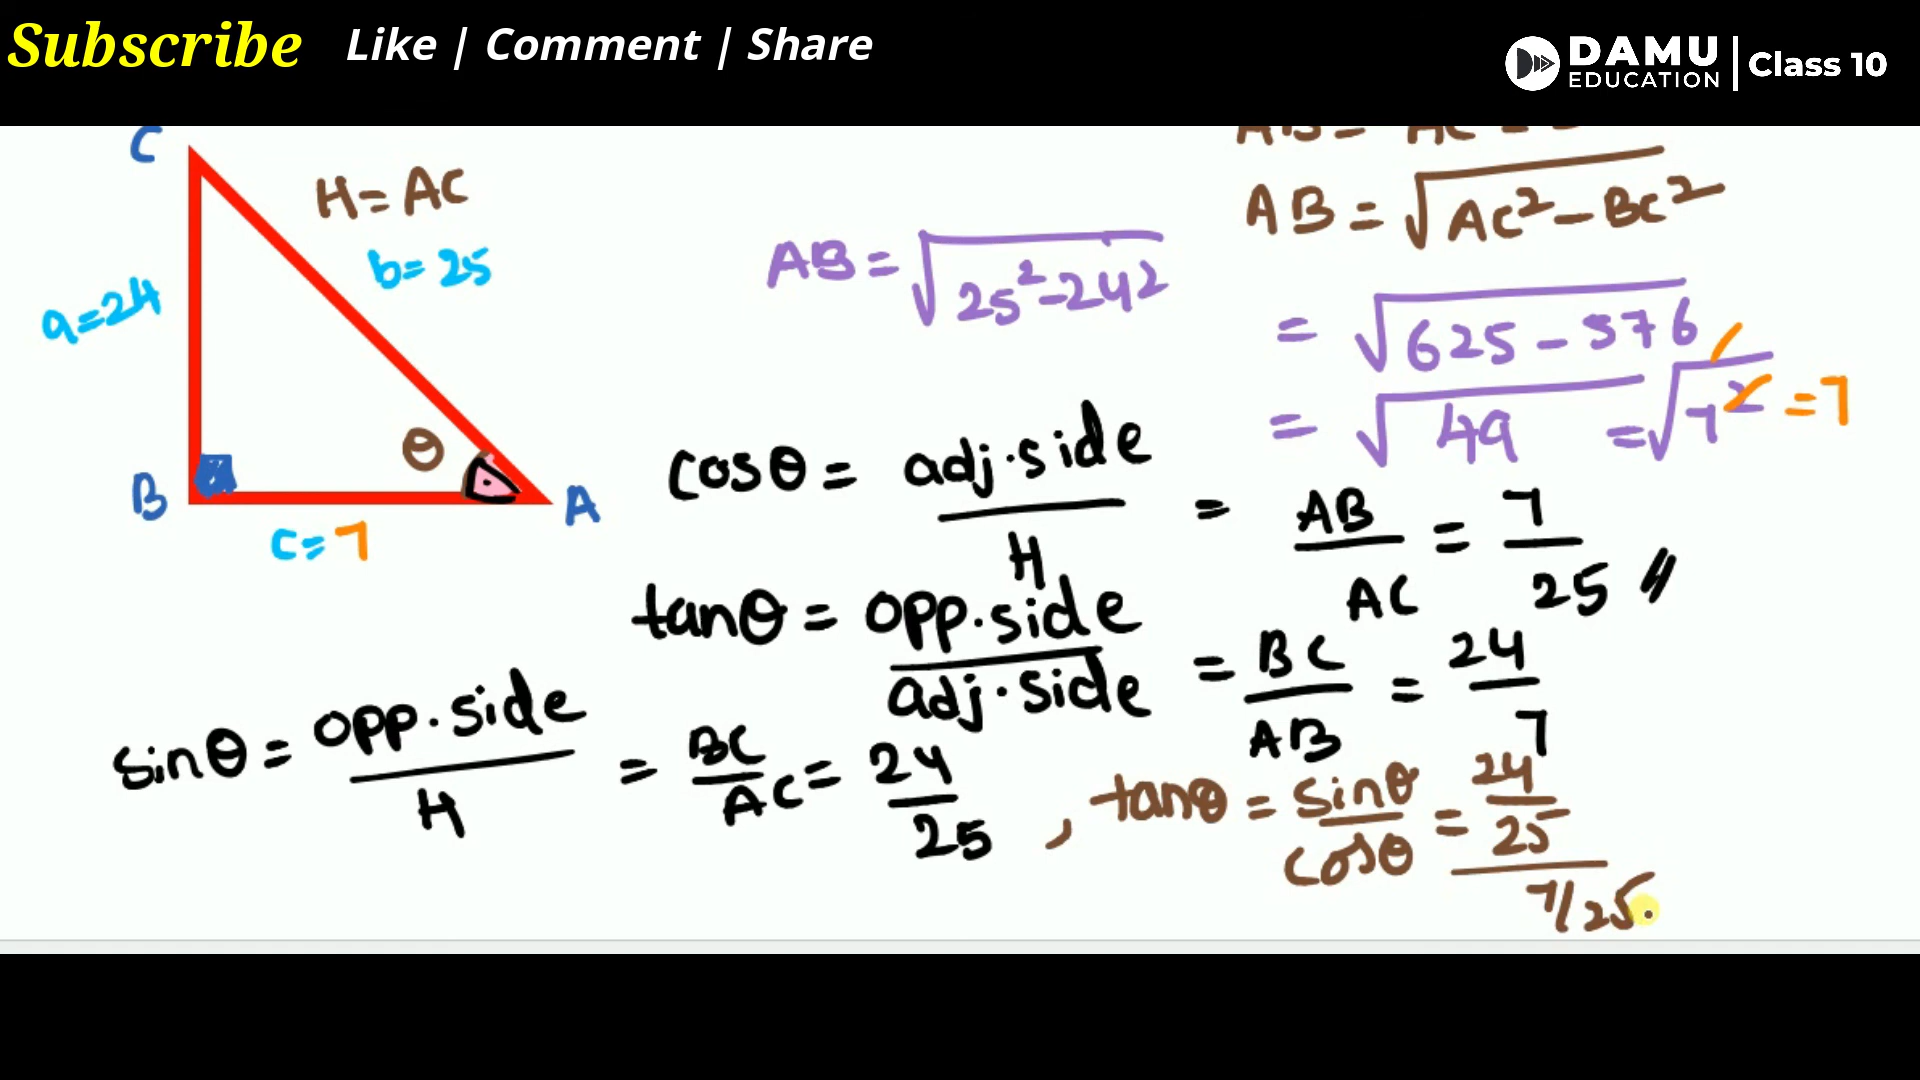 Subscribe Like | Comment | Share
DAMU EDUCATION | Class 10
C
H = AC
b = 25
a = 24
B
θ
A
c = 7
AB = √AC² - BC²
AB = √25² - 24²
= √625 - 576
= √49 = √7² = 7
cosθ = adj.side / H = AB / AC = 7 / 25 //
tanθ = opp.side / adj.side = BC / AB = 24 / 7
sinθ = opp.side / H = BC / AC = 24 / 25 , tanθ = sinθ / cosθ = 24 / 25 / 7/25